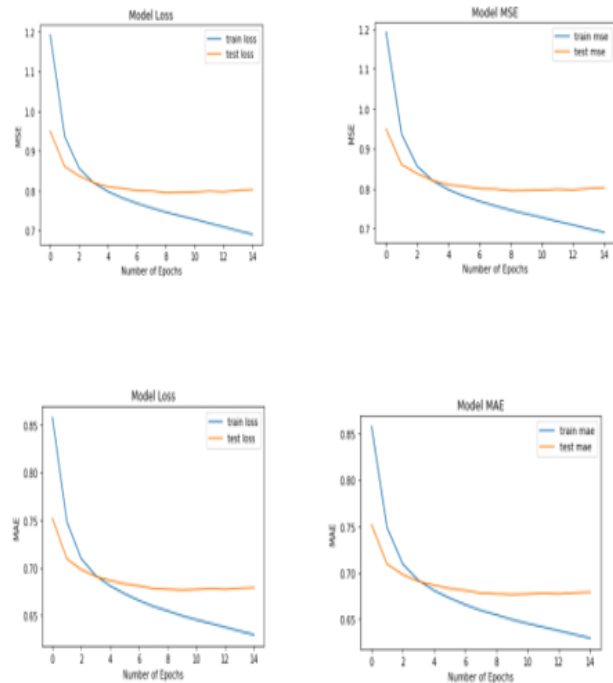 Model Loss
1.2
1.1
1.0
0.9
0.8
0.7
MSE
train loss
test loss
0 2 4 6 8 10 12 14
Number of Epochs
Model MSE
1.2
1.1
1.0
0.9
0.8
0.7
MSE
train mse
test mse
0 2 4 6 8 10 12 14
Number of Epochs
Model Loss
0.85
0.80
0.75
0.70
0.65
MAE
train loss
test loss
0 2 4 6 8 10 12 14
Number of Epochs
Model MAE
0.85
0.80
0.75
0.70
0.65
MAE
train mae
test mae
0 2 4 6 8 10 12 14
Number of Epochs